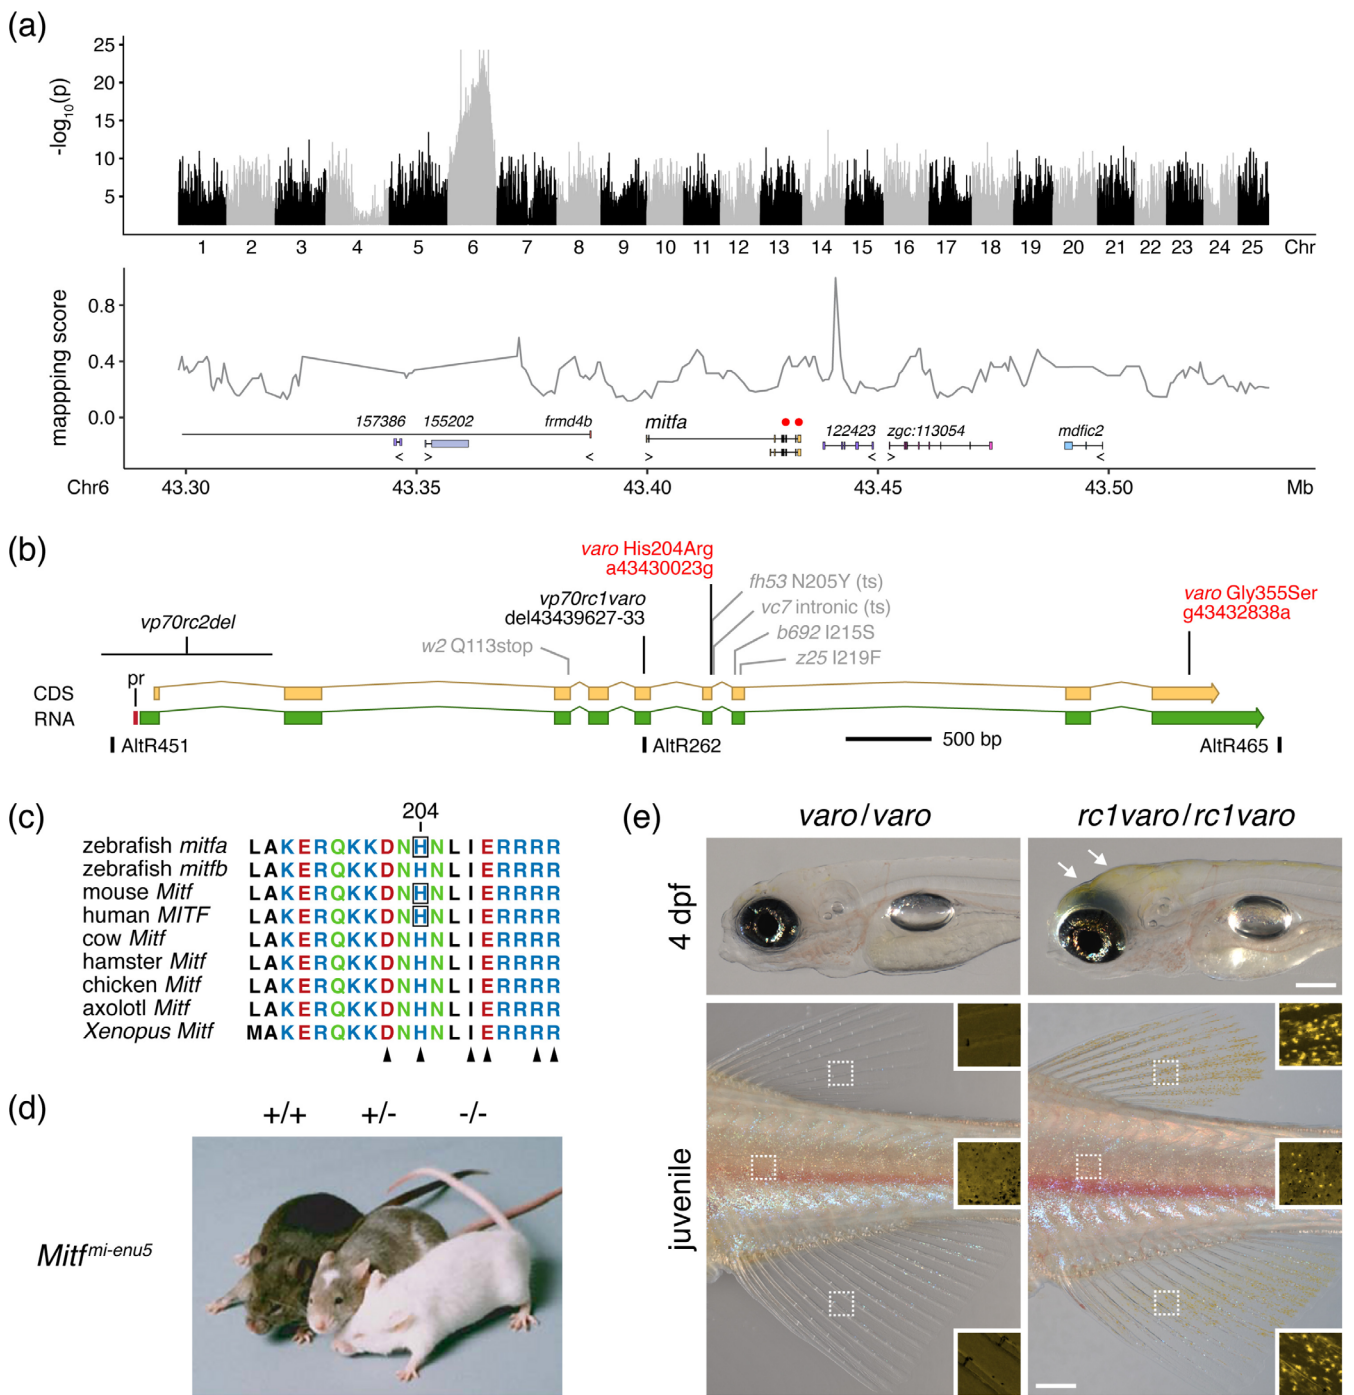 (a)
25
20
15
10
5
-log10(p)
1 2 3 4 5 6 7 8 9 10 11 12 13 14 15 16 17 18 19 20 21 22 23 24 25 Chr
mappping score
0.8
0.4
0.0
157386 155202 frmd4b mitfa 122423 zgc:113054 mdfic2
< > < > < > <
Chr6 43.30 43.35 43.40 43.45 43.50 Mb
(b)
varo His204Arg
a43430023g
fh53 N205Y (ts)
vc7 intronic (ts)
b692 I215S
z25 I219F
varo Gly355Ser
g43432838a
vp70rc1varo
del43439627-33
vp70rc2del
w2 Q113stop
pr
CDS
RNA
AltR451 AltR262 500 bp AltR465
(c)
204
zebrafish mitfa LAKERQKKDNHNLIERRRR
zebrafish mitfb LAKERQKKDNHNLIERRRR
mouse Mitf LAKERQKKDNHNLIERRRR
human MITF LAKERQKKDNHNLIERRRR
cow Mitf LAKERQKKDNHNLIERRRR
hamster Mitf LAKERQKKDNHNLIERRRR
chicken Mitf LAKERQKKDNHNLIERRRR
axolotl Mitf LAKERQKKDNHNLIERRRR
Xenopus Mitf MAKERQKKDNHNLIERRRR
(d)
+/+ +/- -/-
Mitfmi-enu5
(e)
varo/varo rc1varo/rc1varo
4 dpf
juvenile